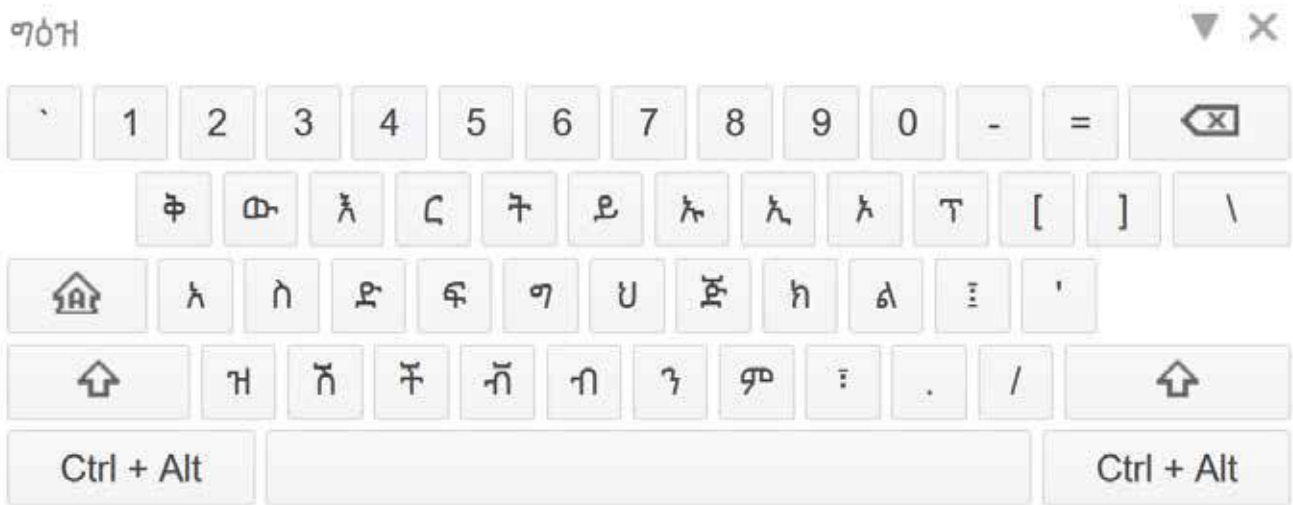 ግዕዝ
` 1 2 3 4 5 6 7 8 9 0 - =
ቅ ው እ ር ት ይ ኡ ኢ ኦ ፕ [ ] \
አ ስ ድ ፍ ግ ህ ጅ ክ ል ፤ '
ዝ ሽ ች ቭ ብ ን ም ፣ . /
Ctrl + Alt Ctrl + Alt